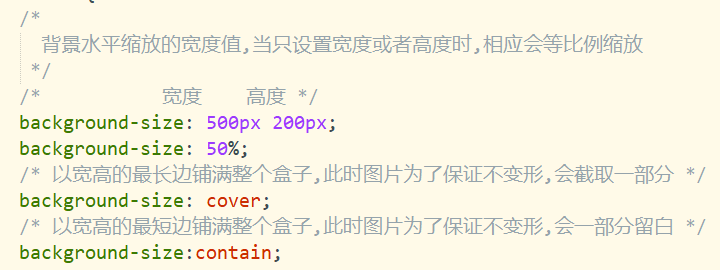 /*
背景水平缩放的宽度值,当只设置宽度或者高度时,相应会等比例缩放
*/
/* 宽度 高度 */
background-size: 500px 200px;
background-size: 50%;
/* 以宽高的最长边铺满整个盒子,此时图片为了保证不变形,会截取一部分 */
background-size: cover;
/* 以宽高的最短边铺满整个盒子,此时图片为了保证不变形,会一部分留白 */
background-size:contain;